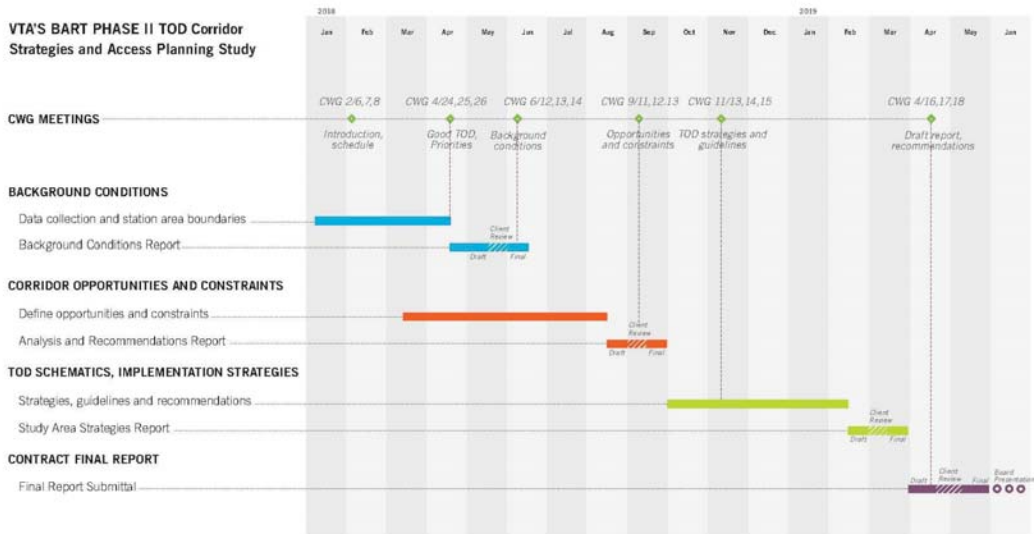 2018 2019
VTA'S BART PHASE II TOD Corridor
Strategies and Access Planning Study
Jan Feb Mar Apr May Jun Jul Aug Sep Oct Nov Dec Jan Feb Mar Apr May Jan
CWG 2/6,7,8 CWG 4/24,25,26 CWG 6/12,13,14 CWG 9/11,12.13 CWG 11/13,14,15 CWG 4/16,17,18
CWG MEETINGS
Introduction, schedule
Good TOD, Priorities
Background conditions
Opportunities and constraints
TOD strategies and guidelines
Draft report, recommendations
BACKGROUND CONDITIONS
Data collection and station area boundaries
Background Conditions Report
Client Review
Draft Final
CORRIDOR OPPORTUNITIES AND CONSTRAINTS
Define opportunities and constraints
Analysis and Recommendations Report
Client Review
Draft Final
TOD SCHEMATICS, IMPLEMENTATION STRATEGIES
Strategies, guidelines and recommendations
Study Area Strategies Report
Client Review
Draft Final
CONTRACT FINAL REPORT
Final Report Submittal
Draft Client Review Final
Board Presentation